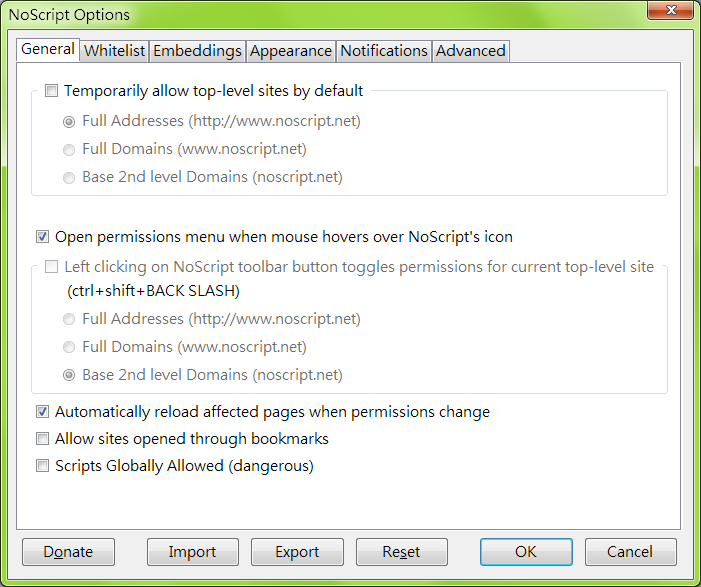 NoScript Options
General Whitelist Embeddings Appearance Notifications Advanced
Temporarily allow top-level sites by default
Full Addresses (http://www.noscript.net)
Full Domains (www.noscript.net)
Base 2nd level Domains (noscript.net)
Open permissions menu when mouse hovers over NoScript's icon
Left clicking on NoScript toolbar button toggles permissions for current top-level site
(ctrl+shift+BACK SLASH)
Full Addresses (http://www.noscript.net)
Full Domains (www.noscript.net)
Base 2nd level Domains (noscript.net)
Automatically reload affected pages when permissions change
Allow sites opened through bookmarks
Scripts Globally Allowed (dangerous)
Donate Import Export Reset OK Cancel